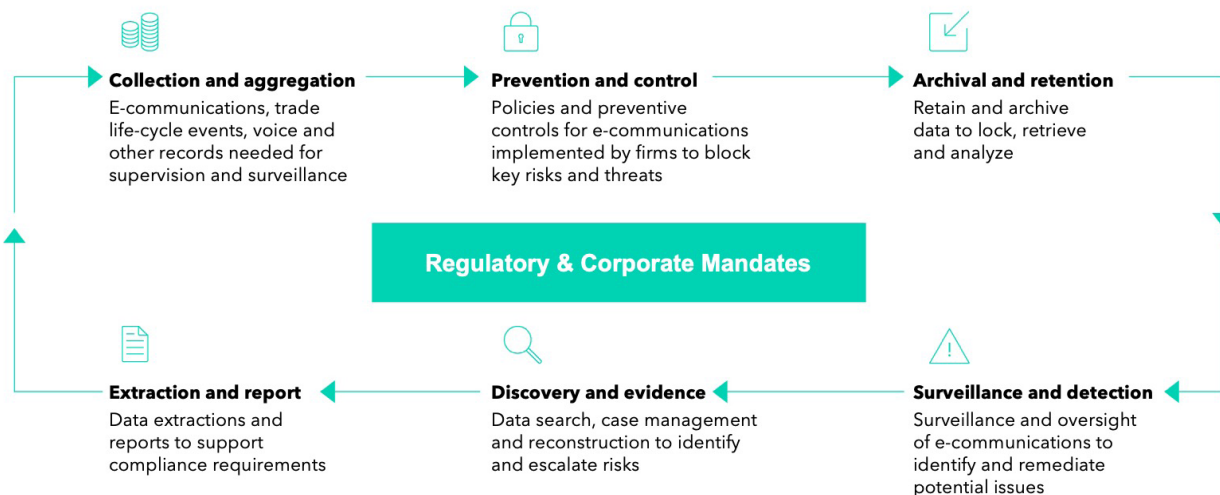 Collection and aggregation
E-communications, trade
life-cycle events, voice and
other records needed for
supervision and surveillance
Prevention and control
Policies and preventive
controls for e-communications
implemented by firms to block
key risks and threats
Archival and retention
Retain and archive
data to lock, retrieve
and analyze
Regulatory & Corporate Mandates
Extraction and report
Data extractions and
reports to support
compliance requirements
Discovery and evidence
Data search, case management
and reconstruction to identify
and escalate risks
Surveillance and detection
Surveillance and oversight
of e-communications to
identify and remediate
potential issues